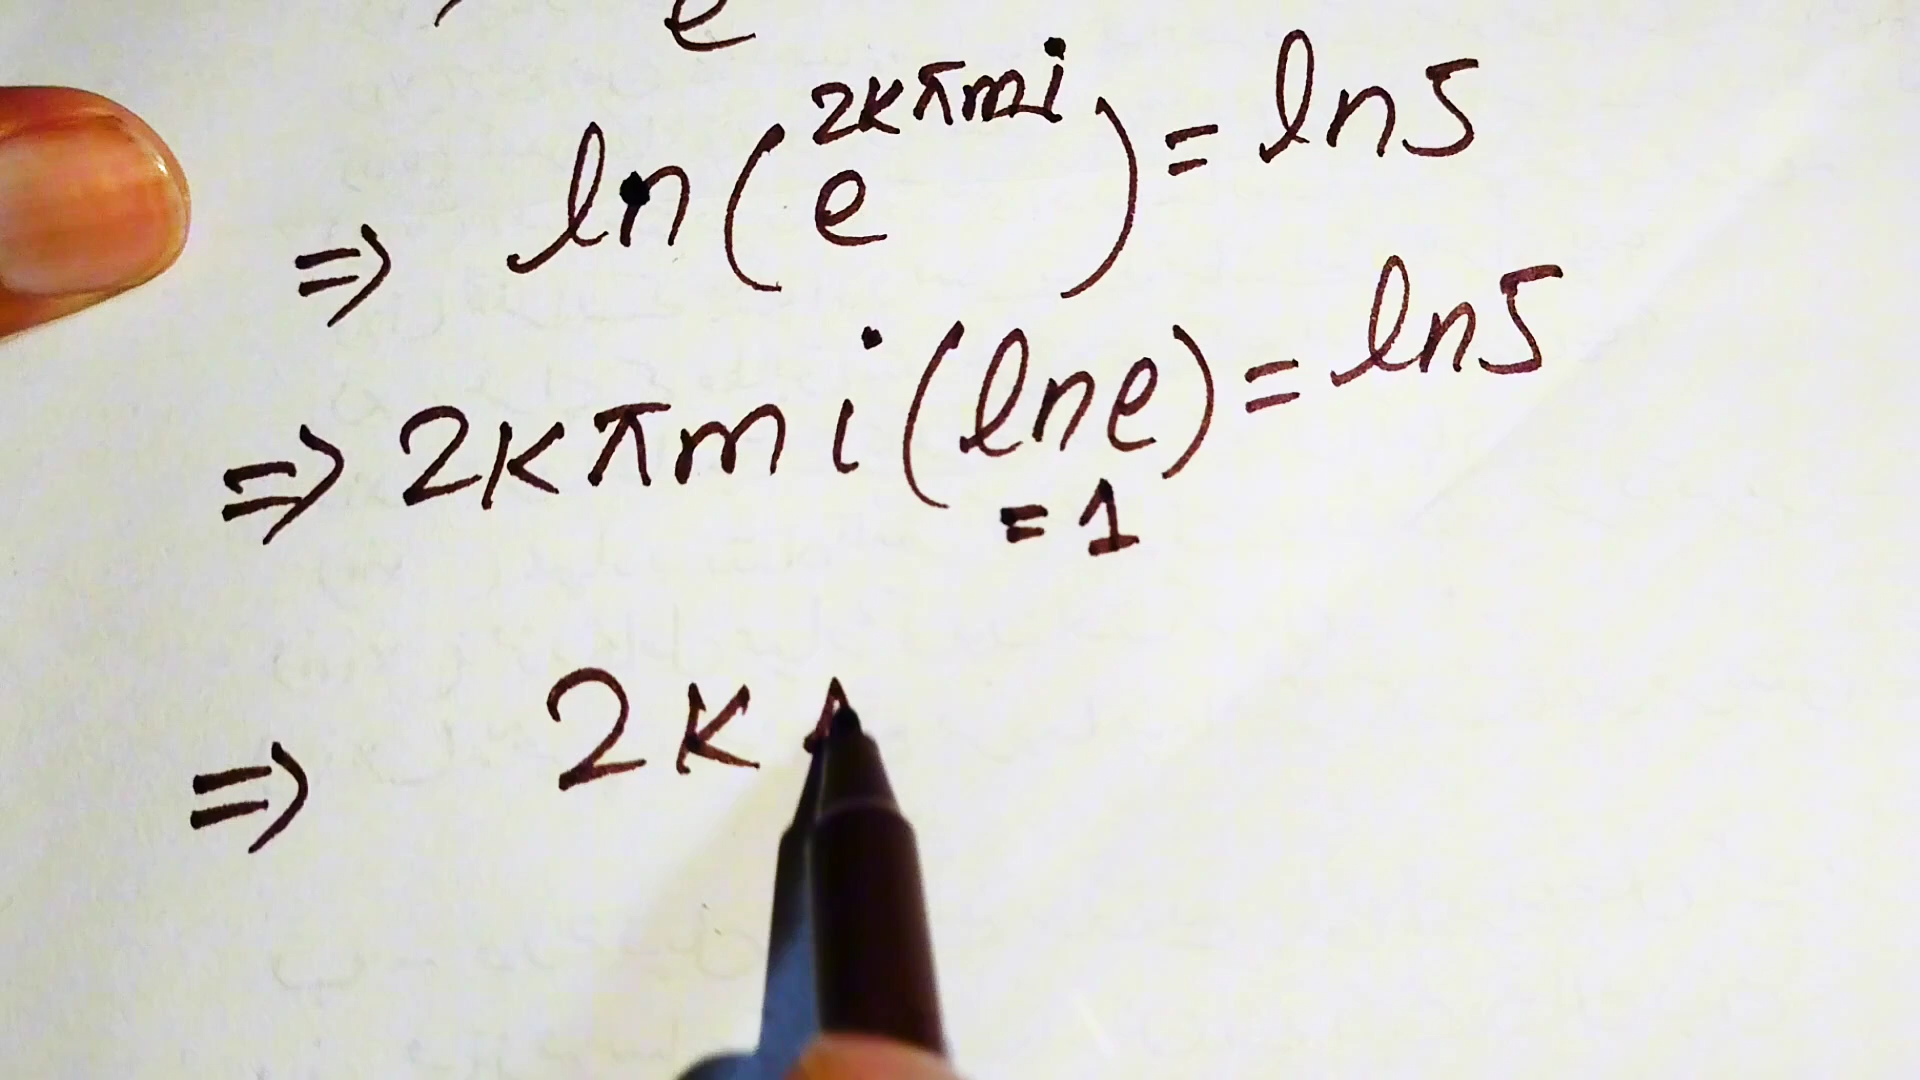 e
=> ln(e^{2kπmi}) = ln5
=> 2kπmi(lne) = ln5
= 1
=> 2k